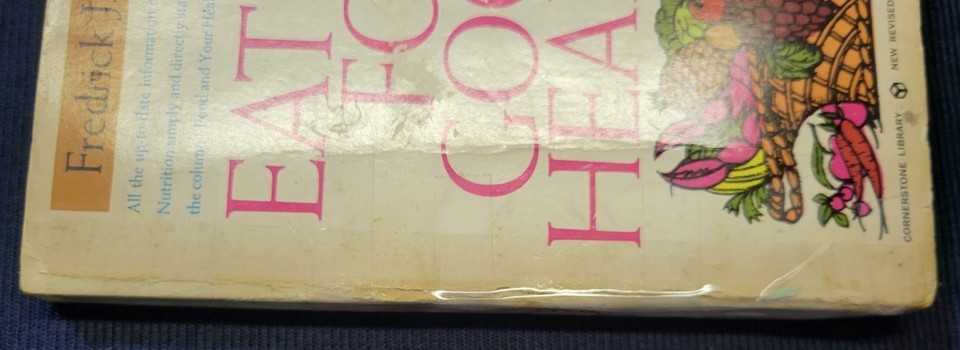 Fredrick J.
All the up-to-date information
Nutrition simply and directly
the column Food and Your
EAT
FO
GOO
HEA
CORNERSTONE LIBRARY NEW REVISED